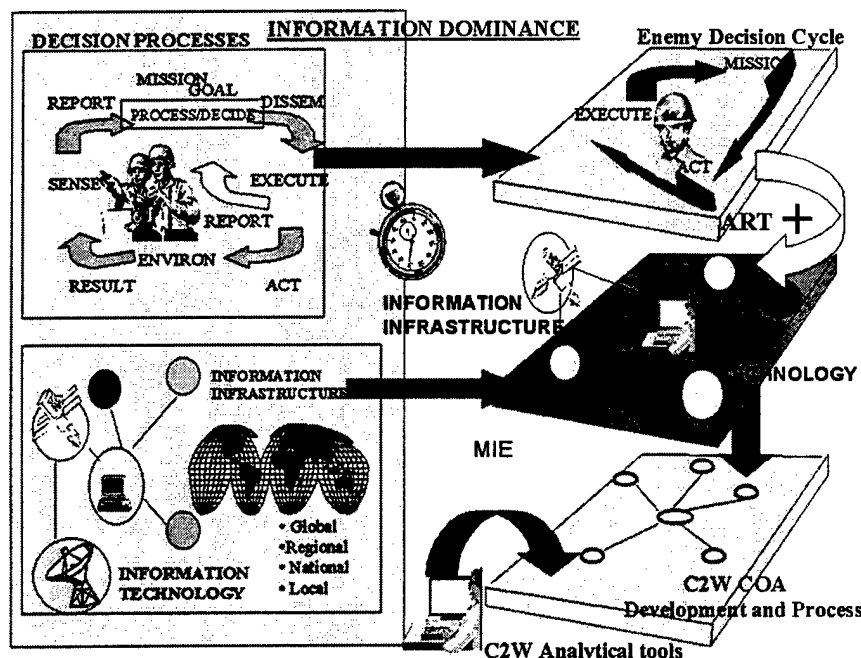 INFORMATION DOMINANCE
DECISION PROCESSES
MISSION
GOAL
REPORT
DISSEM
PROCESS/DECIDE
SENSE
EXECUTE
REPORT
ENVIRON
RESULT
ACT
Enemy Decision Cycle
MISSIO
EXECUTE
ACT
ART +
INFORMATION
INFRASTRUCTURE
NOLOGY
MIE
INFORMATION
INFRASTRUCTURE
• Global
•Regional
• National
• Local
INFORMATION
TECHNOLOGY
C2W COA
Development and Process
C2W Analytical tools